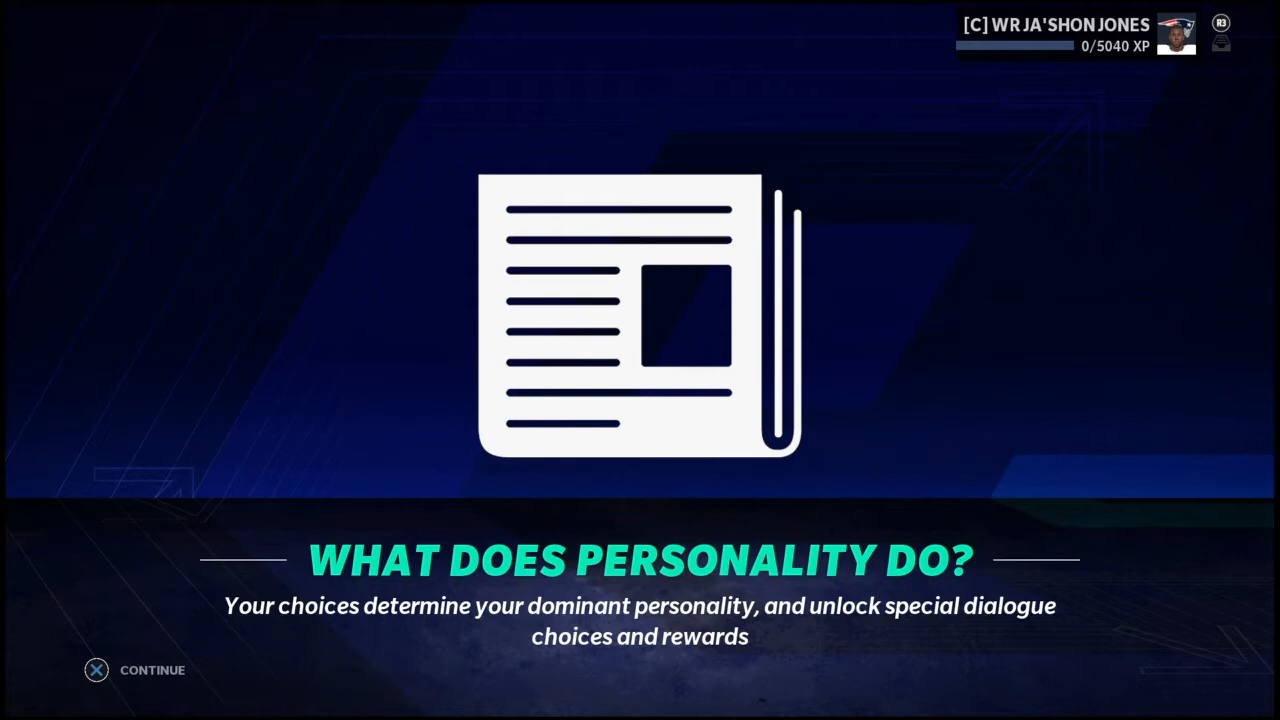 [C] WR JA'SHON JONES
0/5040 XP
R3
WHAT DOES PERSONALITY DO?
Your choices determine your dominant personality, and unlock special dialogue
choices and rewards
CONTINUE